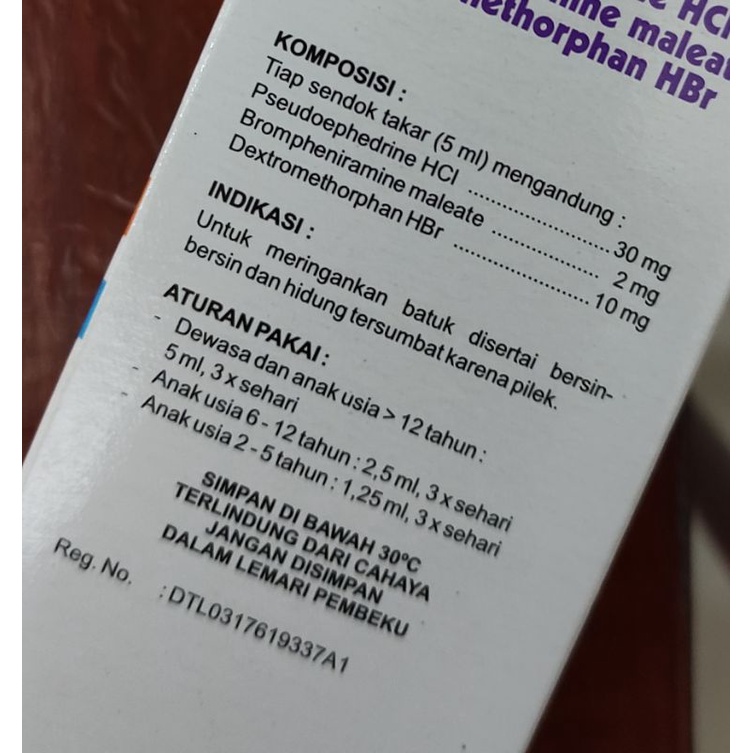 HCl
maleat
methorphan HBr
KOMPOSISI :
Tiap sendok takar (5 ml) mengandung :
Pseudoephedrine HCl .......................... 30 mg
Brompheniramine maleate .................. 2 mg
Dextromethorphan HBr ....................... 10 mg
INDIKASI :
Untuk meringankan batuk disertai bersin-
bersin dan hidung tersumbat karena pilek.
ATURAN PAKAI :
- Dewasa dan anak usia > 12 tahun :
5 ml, 3 x sehari
- Anak usia 6 - 12 tahun : 2,5 ml, 3 x sehari
- Anak usia 2 - 5 tahun : 1,25 ml, 3 x sehari
SIMPAN DI BAWAH 30°C
TERLINDUNG DARI CAHAYA
JANGAN DISIMPAN
DALAM LEMARI PEMBEKU
Reg. No. : DTL0317619337A1